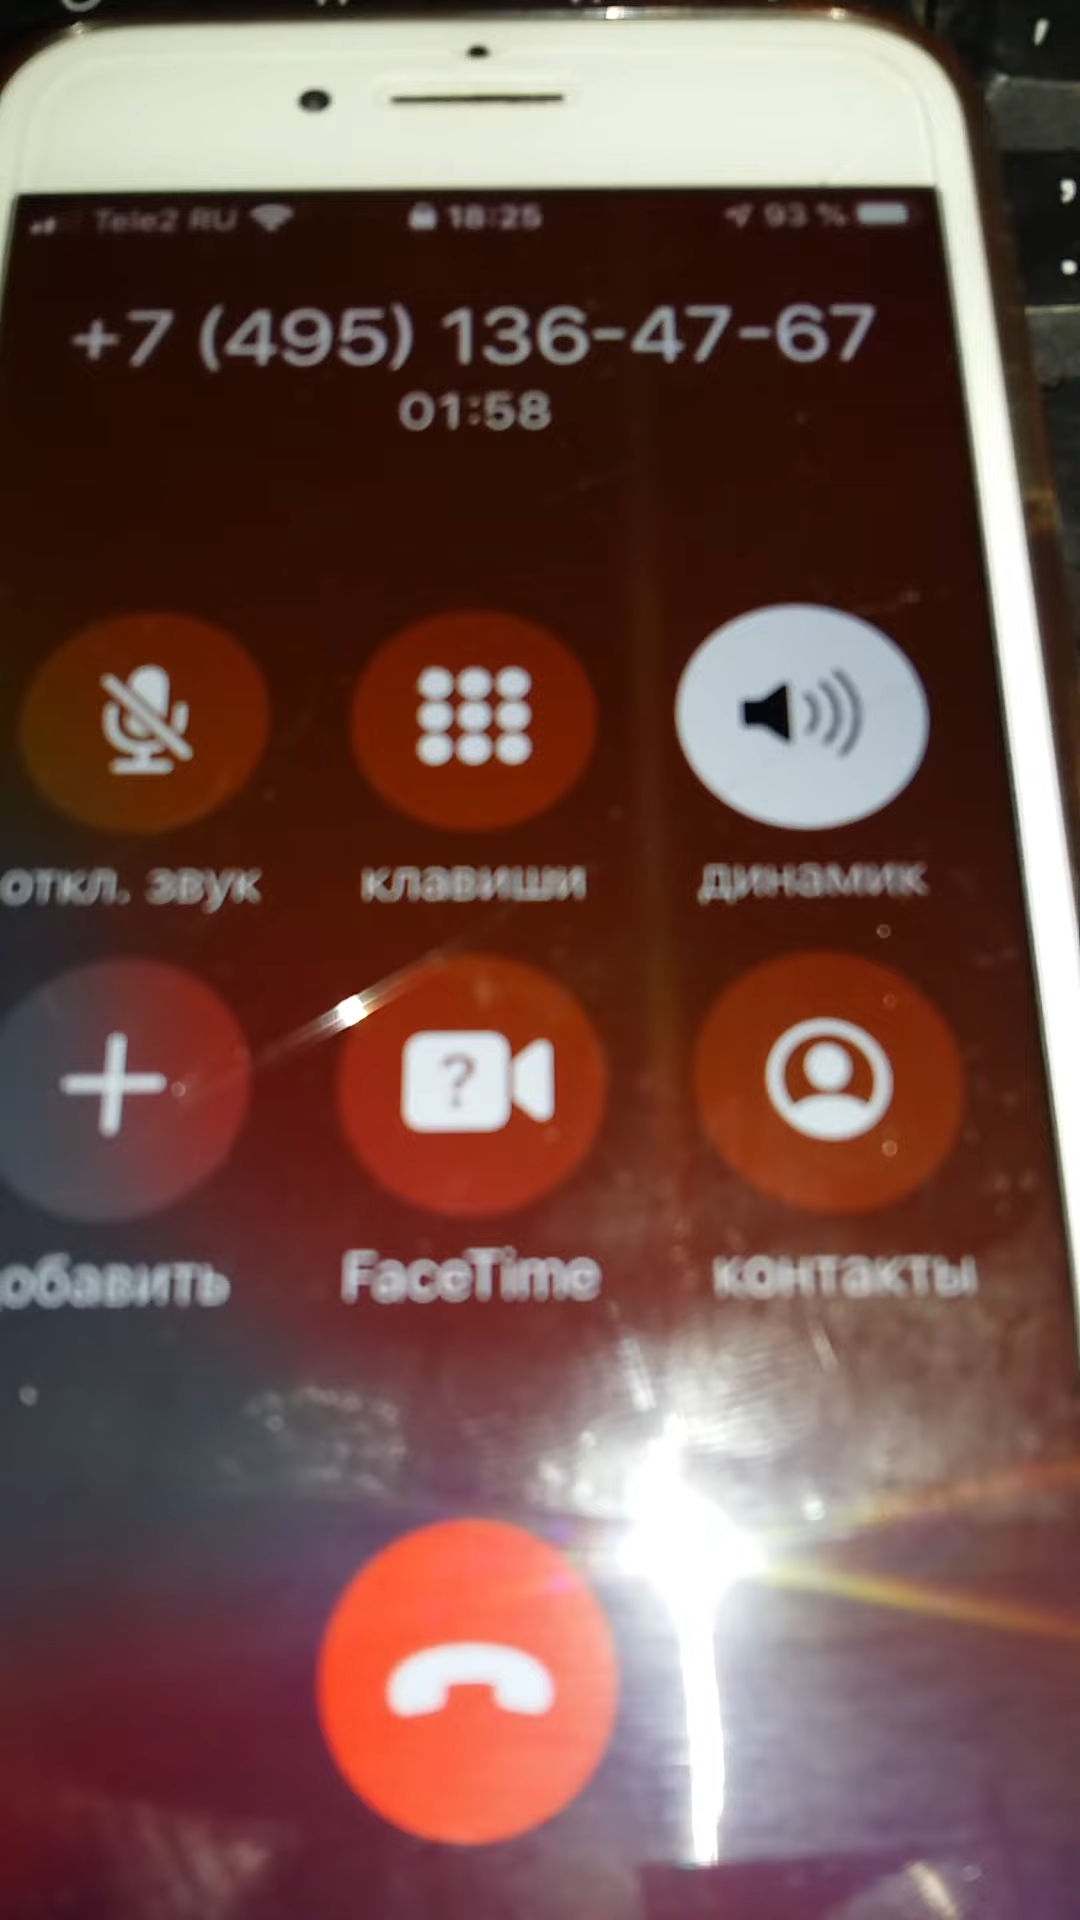 Tele2 RU 18:25 93 %
+7 (495) 136-47-67
01:58
откл. звук клавиши динамик
обавить FaceTime контакты